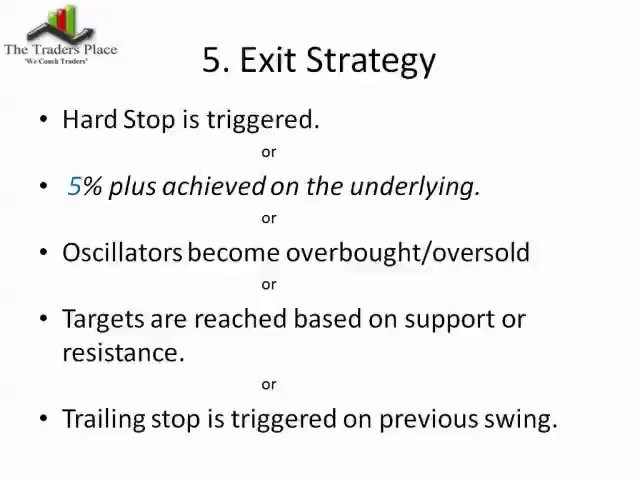 The Traders Place
"We Coach Traders"
5. Exit Strategy
• Hard Stop is triggered.
or
• 5% plus achieved on the underlying.
or
• Oscillators become overbought/oversold
or
• Targets are reached based on support or
resistance.
or
• Trailing stop is triggered on previous swing.